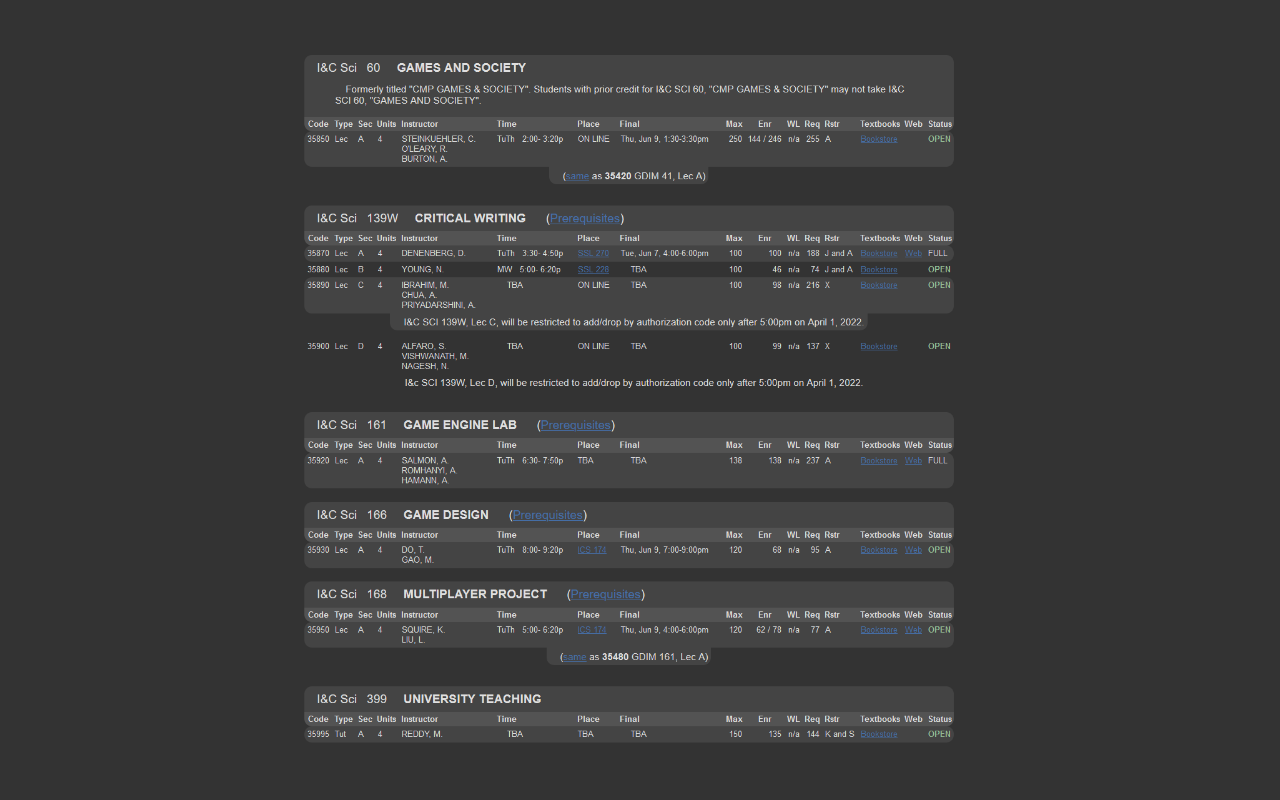 I&C Sci 60 GAMES AND SOCIETY
Formerly titled "CMP GAMES & SOCIETY". Students with prior credit for I&C SCI 60, "CMP GAMES & SOCIETY" may not take I&C
SCI 60, "GAMES AND SOCIETY".
Code Type Sec Units Instructor Time Place Final Max Enr WL Req Rstr Textbooks Web Status
35850 Lec A 4 STEINKUEHLER, C. TuTh 2:00- 3:20p ON LINE Thu, Jun 9, 1:30-3:30pm 250 144 / 246 n/a 255 A Bookstore OPEN
O'LEARY, R.
BURTON, A.
(same as 35420 GDIM 41, Lec A)
I&C Sci 139W CRITICAL WRITING (Prerequisites)
Code Type Sec Units Instructor Time Place Final Max Enr WL Req Rstr Textbooks Web Status
35870 Lec A 4 DENENBERG, D. TuTh 3:30- 4:50p SSL 270 Tue, Jun 7, 4:00-6:00pm 100 100 n/a 188 J and A Bookstore Web FULL
35880 Lec B 4 YOUNG, N. MW 5:00- 6:20p SSL 228 TBA 100 46 n/a 74 J and A Bookstore OPEN
35890 Lec C 4 IBRAHIM, M. TBA ON LINE TBA 100 98 n/a 216 X Bookstore OPEN
CHUA, A.
PRIYADARSHINI, A.
I&C SCI 139W, Lec C, will be restricted to add/drop by authorization code only after 5:00pm on April 1, 2022.
35900 Lec D 4 ALFARO, S. TBA ON LINE TBA 100 99 n/a 137 X Bookstore OPEN
VISHWANATH, M.
NAGESH, N.
I&c SCI 139W, Lec D, will be restricted to add/drop by authorization code only after 5:00pm on April 1, 2022.
I&C Sci 161 GAME ENGINE LAB (Prerequisites)
Code Type Sec Units Instructor Time Place Final Max Enr WL Req Rstr Textbooks Web Status
35920 Lec A 4 SALMON, A. TuTh 6:30- 7:50p TBA TBA 138 138 n/a 237 A Bookstore Web FULL
ROMHANYI, A.
HAMANN, A.
I&C Sci 166 GAME DESIGN (Prerequisites)
Code Type Sec Units Instructor Time Place Final Max Enr WL Req Rstr Textbooks Web Status
35930 Lec A 4 DO, T. TuTh 8:00- 9:20p ICS 174 Thu, Jun 9, 7:00-9:00pm 120 68 n/a 95 A Bookstore Web OPEN
GAO, M.
I&C Sci 168 MULTIPLAYER PROJECT (Prerequisites)
Code Type Sec Units Instructor Time Place Final Max Enr WL Req Rstr Textbooks Web Status
35950 Lec A 4 SQUIRE, K. TuTh 5:00- 6:20p ICS 174 Thu, Jun 9, 4:00-6:00pm 120 62 / 78 n/a 77 A Bookstore Web OPEN
LIU, L.
(same as 35480 GDIM 161, Lec A)
I&C Sci 399 UNIVERSITY TEACHING
Code Type Sec Units Instructor Time Place Final Max Enr WL Req Rstr Textbooks Web Status
35995 Tut A 4 REDDY, M. TBA TBA TBA 150 135 n/a 144 K and S Bookstore OPEN